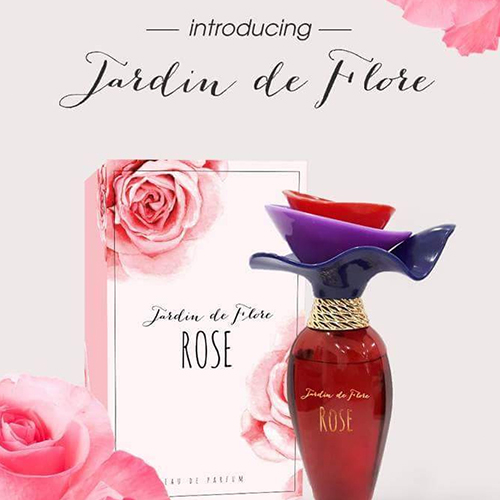 introducing
Jardin de Flore
Jardin de Flore
ROSE
EAU DE PARFUM
Jardin de Flore
ROSE